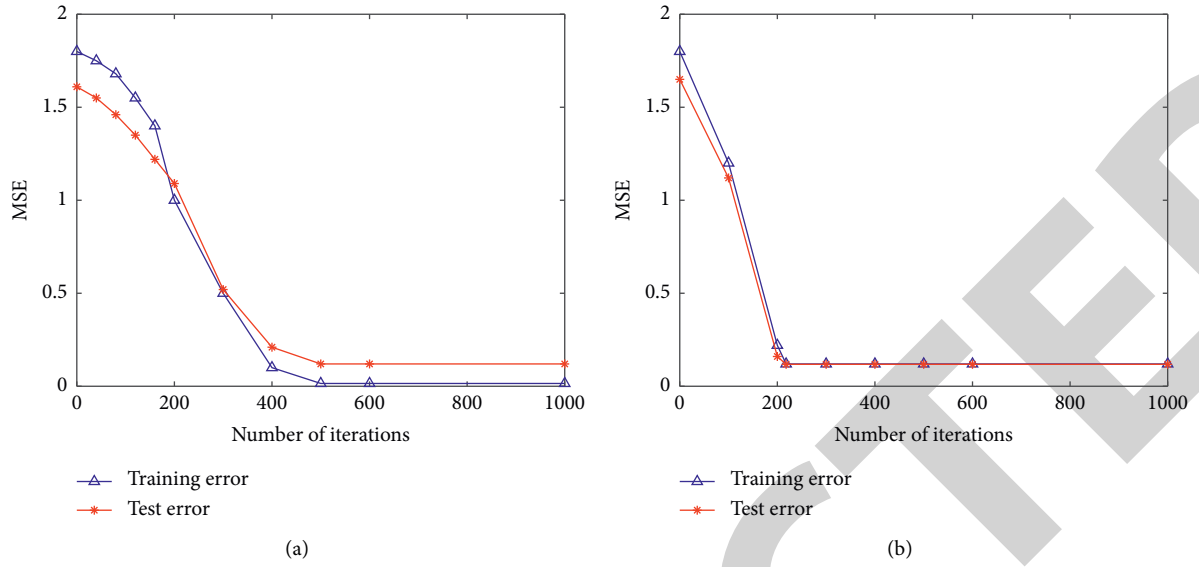 2
1.5
1
0.5
0
MSE
0 200 400 600 800 1000
Number of iterations
Training error
Test error
(a)
2
1.5
1
0.5
0
MSE
0 200 400 600 800 1000
Number of iterations
Training error
Test error
(b)
CTED